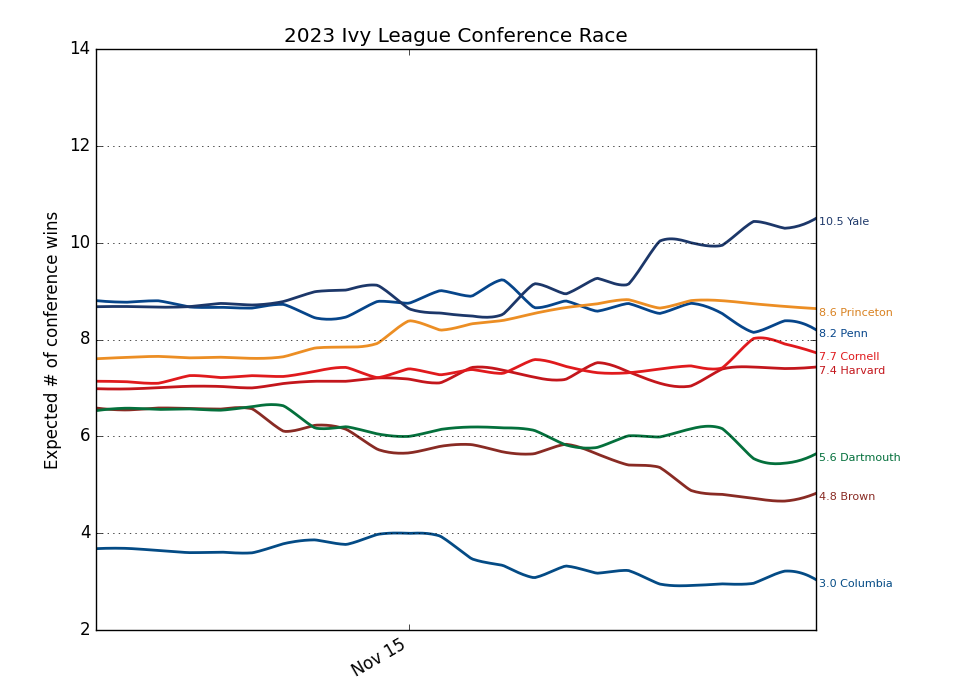 2023 Ivy League Conference Race
Expected # of conference wins
14
12
10
8
6
4
2
Nov 15
10.5 Yale
8.6 Princeton
8.2 Penn
7.7 Cornell
7.4 Harvard
5.6 Dartmouth
4.8 Brown
3.0 Columbia